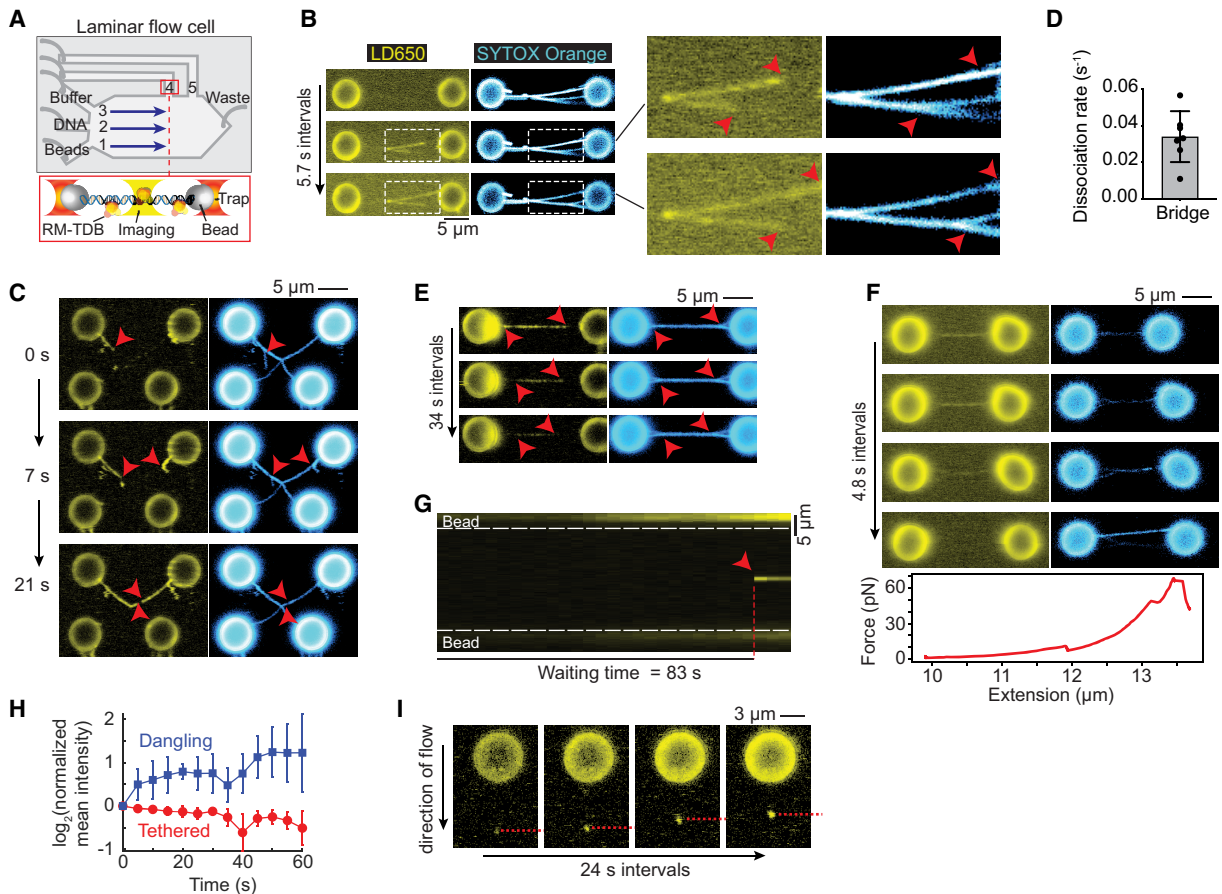 A
Laminar flow cell
4
5
Buffer
Waste
3
DNA
2
Beads
1
Trap
RM-TDB
Imaging
Bead
B
LD650
SYTOX Orange
5.7 s intervals
5 µm
D
Dissociation rate (s⁻¹)
0.06
0.04
0.02
0.00
Bridge
C
5 µm
0 s
7 s
21 s
E
5 µm
34 s intervals
F
5 µm
4.8 s intervals
Force (pN)
60
30
0
10
11
12
13
Extension (µm)
G
Bead
5 µm
Bead
Waiting time = 83 s
H
log₂(normalized
mean intensity)
2
1
0
-1
Dangling
Tethered
0
20
40
60
Time (s)
I
3 µm
direction of flow
24 s intervals